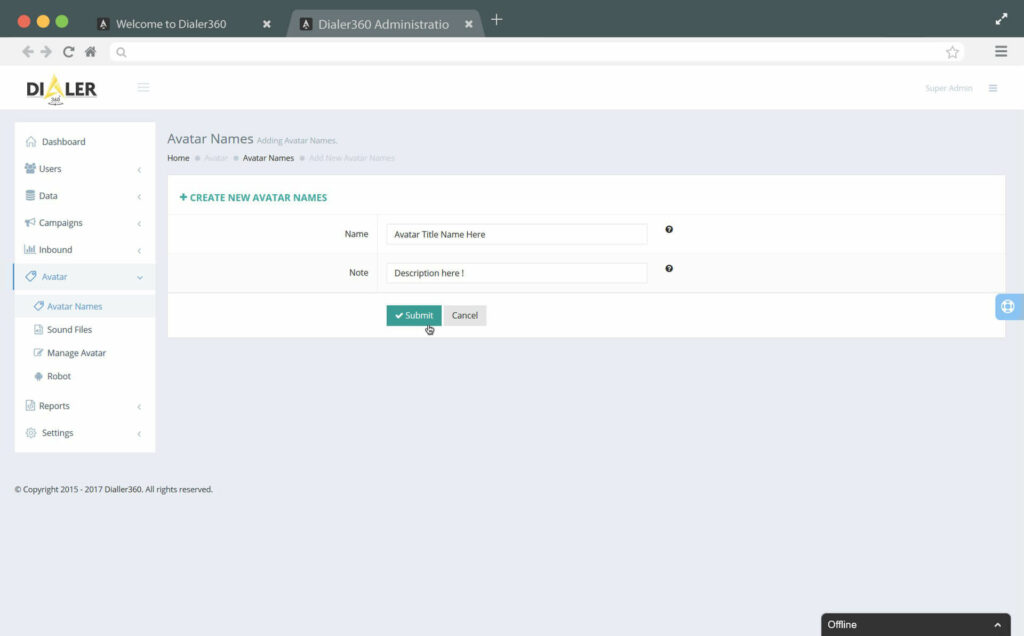 Welcome to Dialer360
Dialer360 Administratio
DIALER
360
Super Admin
Dashboard
Users
Data
Campaigns
Inbound
Avatar
Avatar Names
Sound Files
Manage Avatar
Robot
Reports
Settings
Avatar Names Adding Avatar Names.
Home Avatar Avatar Names Add New Avatar Names
CREATE NEW AVATAR NAMES
Name Avatar Title Name Here
Note Description here !
Submit Cancel
© Copyright 2015 - 2017 Dialler360. All rights reserved.
Offline